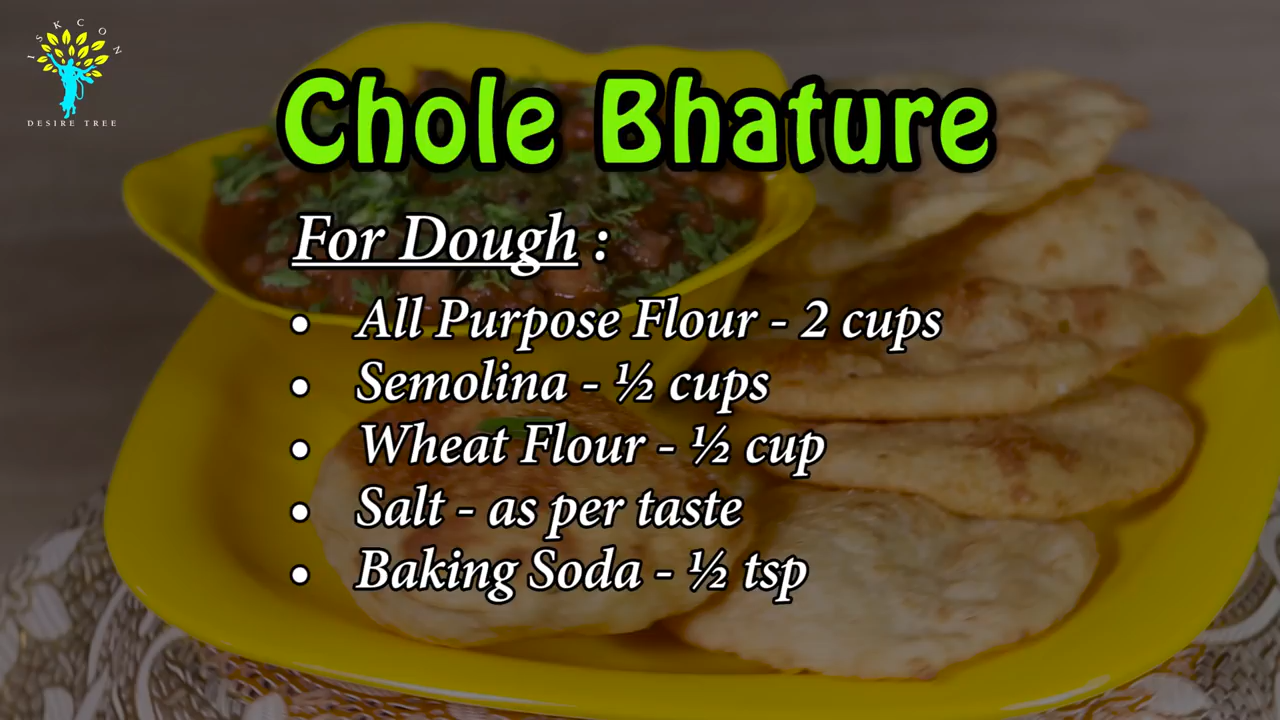 ISKCON
DESIRE TREE
Chole Bhature
For Dough :
• All Purpose Flour - 2 cups
• Semolina - ½ cups
• Wheat Flour - ½ cup
• Salt - as per taste
• Baking Soda - ½ tsp